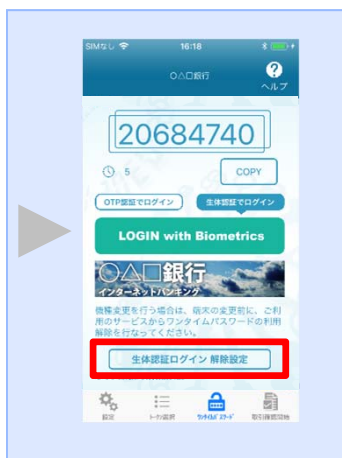 SIMなし 16:18
○△□銀行
?
ヘルプ
20684740
5 COPY
OTP認証でログイン 生体認証でログイン
LOGIN with Biometrics
○△□銀行
インターネットバンキング
機種変更を行う場合は、端末の変更前に、ご利
用のサービスからワンタイムパスワードの利用
解除を行なってください。
生体認証ログイン 解除設定
設定 トークン選択 ワンタイムパスワード 取引確認開始